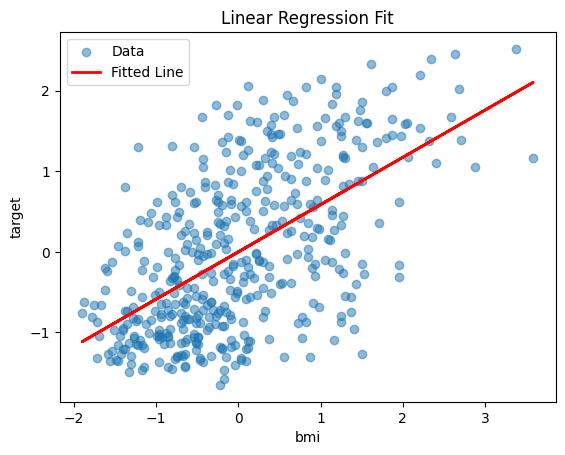 Linear Regression Fit
Data
Fitted Line
target
2
1
0
−1
−2
−1
0
1
2
3
bmi